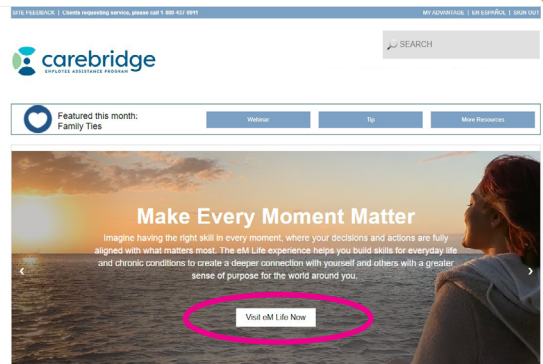 SITE FEEDBACK | Clients requesting service, please call 1 800 437 0911
MY ADVANTAGE | EN ESPAÑOL | SIGN OUT
SEARCH
carebridge
EMPLOYEE ASSISTANCE PROGRAM
Featured this month:
Family Ties
Webinar
Tip
More Resources
Make Every Moment Matter
Imagine having the right skill in every moment, where your decisions and actions are fully
aligned with what matters most. The eM Life experience helps you build skills for everyday life
and chronic conditions to create a deeper connection with yourself and others with a greater
sense of purpose for the world around you.
Visit eM Life Now